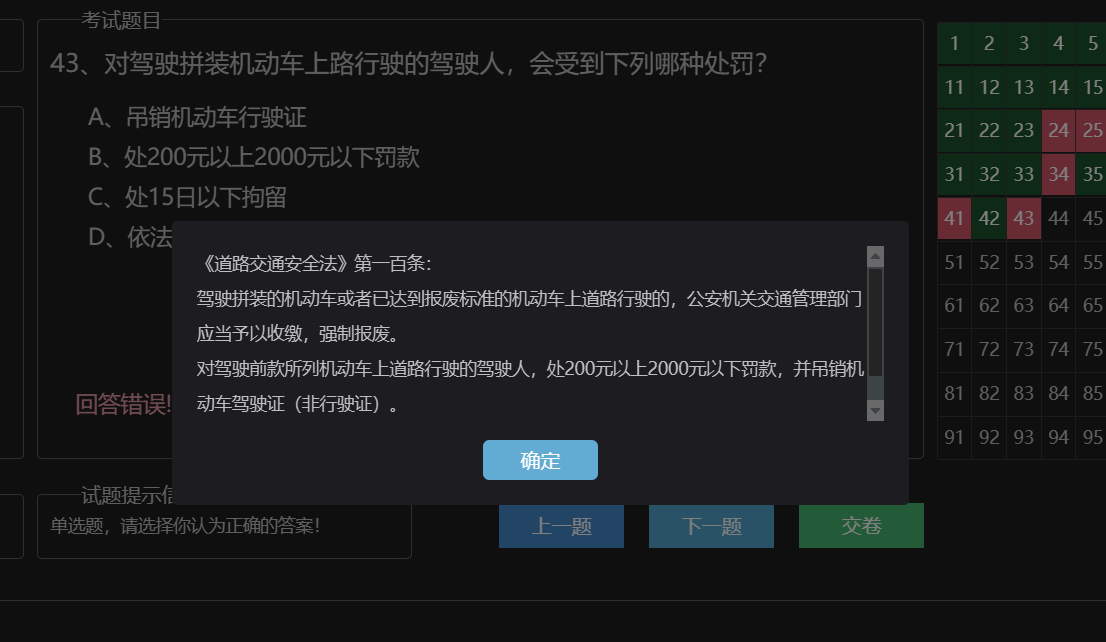 考试题目
43、对驾驶拼装机动车上路行驶的驾驶人，会受到下列哪种处罚？
A、吊销机动车行驶证
B、处200元以上2000元以下罚款
C、处15日以下拘留
D、依法
《道路交通安全法》第一百条：
驾驶拼装的机动车或者已达到报废标准的机动车上道路行驶的，公安机关交通管理部门
应当予以收缴，强制报废。
对驾驶前款所列机动车上道路行驶的驾驶人，处200元以上2000元以下罚款，并吊销机
动车驾驶证（非行驶证）。
确定
回答错误!
试题提示信
单选题，请选择你认为正确的答案！
上一题 下一题 交卷
1 2 3 4 5
11 12 13 14 15
21 22 23 24 25
31 32 33 34 35
41 42 43 44 45
51 52 53 54 55
61 62 63 64 65
71 72 73 74 75
81 82 83 84 85
91 92 93 94 95